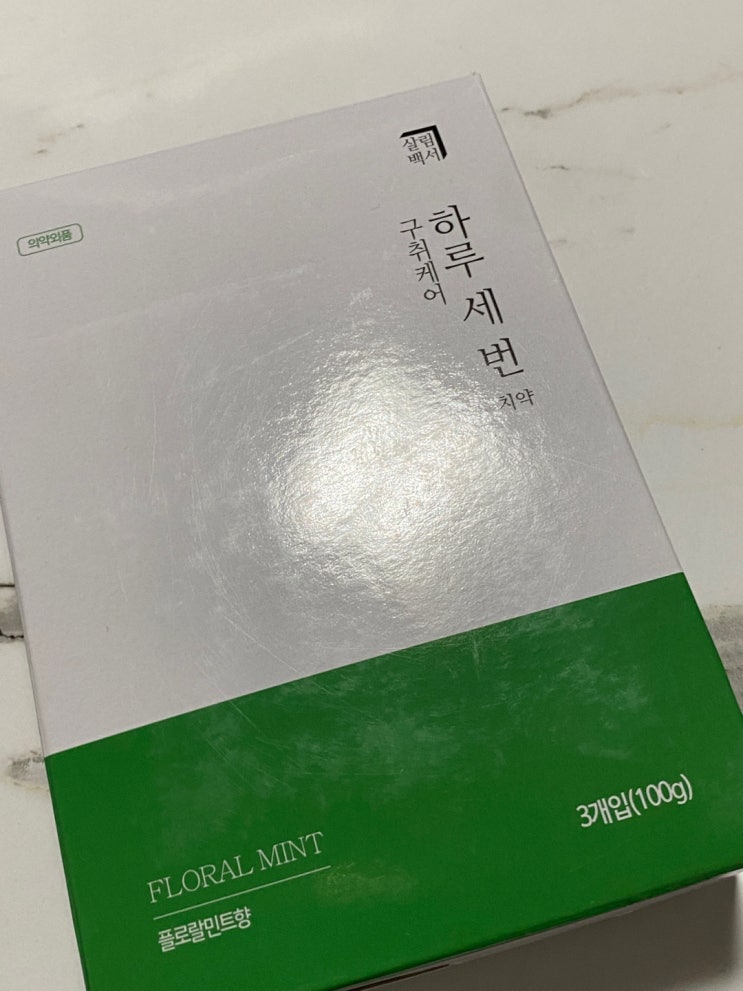 살림
백서
의약외품
하루 세 번
구취케어
치약
3개입(100g)
FLORAL MINT
플로랄민트향